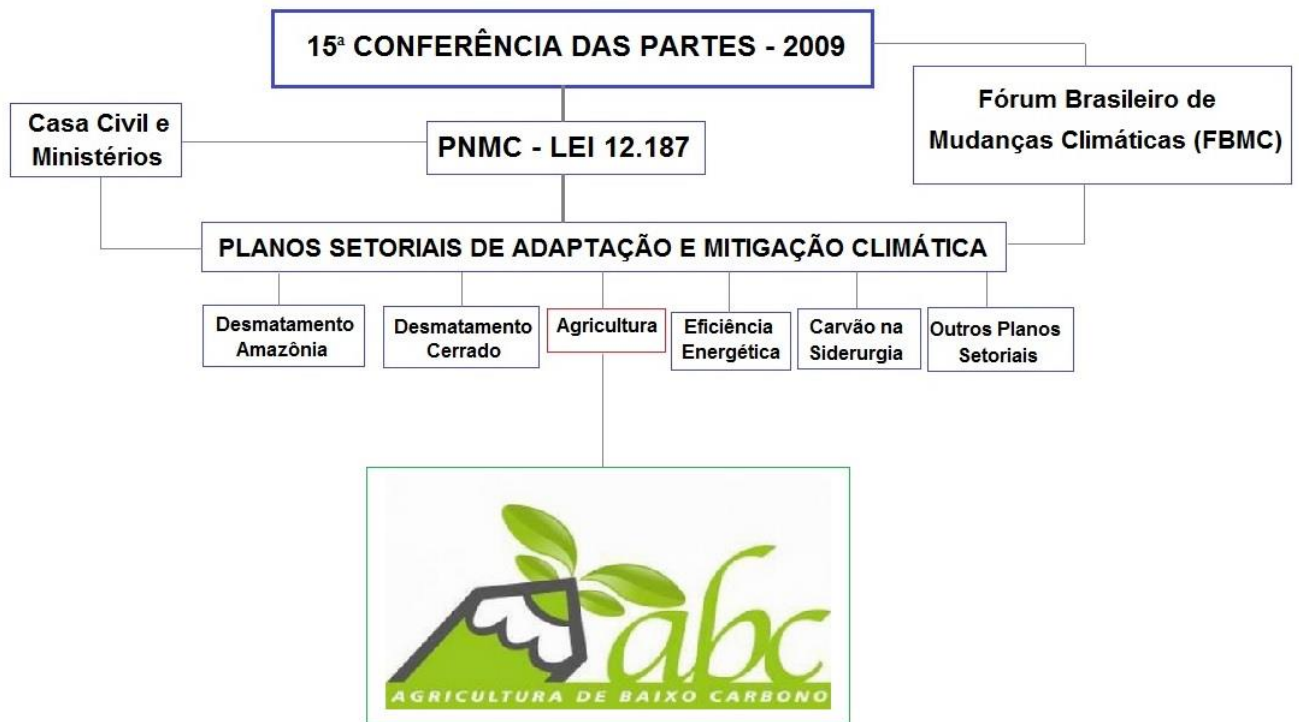 15ª CONFERÊNCIA DAS PARTES - 2009
Casa Civil e
Ministérios
PNMC - LEI 12.187
Fórum Brasileiro de
Mudanças Climáticas (FBMC)
PLANOS SETORIAIS DE ADAPTAÇÃO E MITIGAÇÃO CLIMÁTICA
Desmatamento
Amazônia
Desmatamento
Cerrado
Agricultura
Eficiência
Energética
Carvão na
Siderurgia
Outros Planos
Setoriais
abc
AGRICULTURA DE BAIXO CARBONO